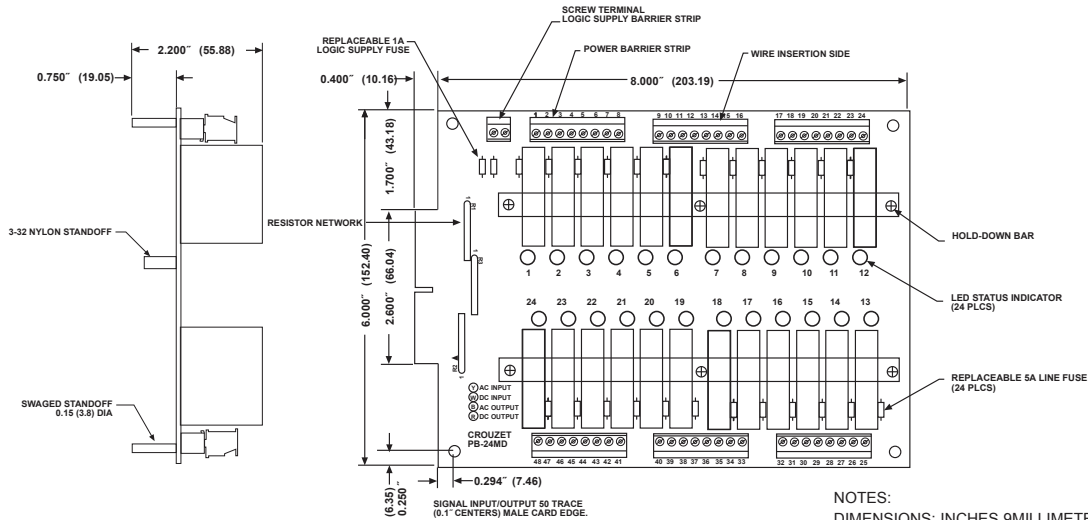 SCREW TERMINAL
LOGIC SUPPLY BARRIER STRIP
REPLACEABLE 1A
LOGIC SUPPLY FUSE
POWER BARRIER STRIP
WIRE INSERTION SIDE
2.200″ (55.88)
0.750″ (19.05)
0.400″ (10.16)
8.000″ (203.19)
1 2 3 4 5 6 7 8
9 10 11 12 13 14 15 16
17 18 19 20 21 22 23 24
1.700″ (43.18)
6.000″ (152.40)
2.600″ (66.04)
1
R1
1
R3
RESISTOR NETWORK
3-32 NYLON STANDOFF
HOLD-DOWN BAR
1 2 3 4 5 6 7 8 9 10 11 12
LED STATUS INDICATOR
(24 PLCS)
24 23 22 21 20 19 18 17 16 15 14 13
R2
1
REPLACEABLE 5A LINE FUSE
(24 PLCS)
Y AC INPUT
W DC INPUT
B AC OUTPUT
R DC OUTPUT
SWAGED STANDOFF
0.15 (3.8) DIA
CROUZET
PB-24MD
48 47 46 45 44 43 42 41
40 39 38 37 36 35 34 33
32 31 30 29 28 27 26 25
0.294″ (7.46)
(6.35)
0.250″
SIGNAL INPUT/OUTPUT 50 TRACE
(0.1″ CENTERS) MALE CARD EDGE.
NOTES: